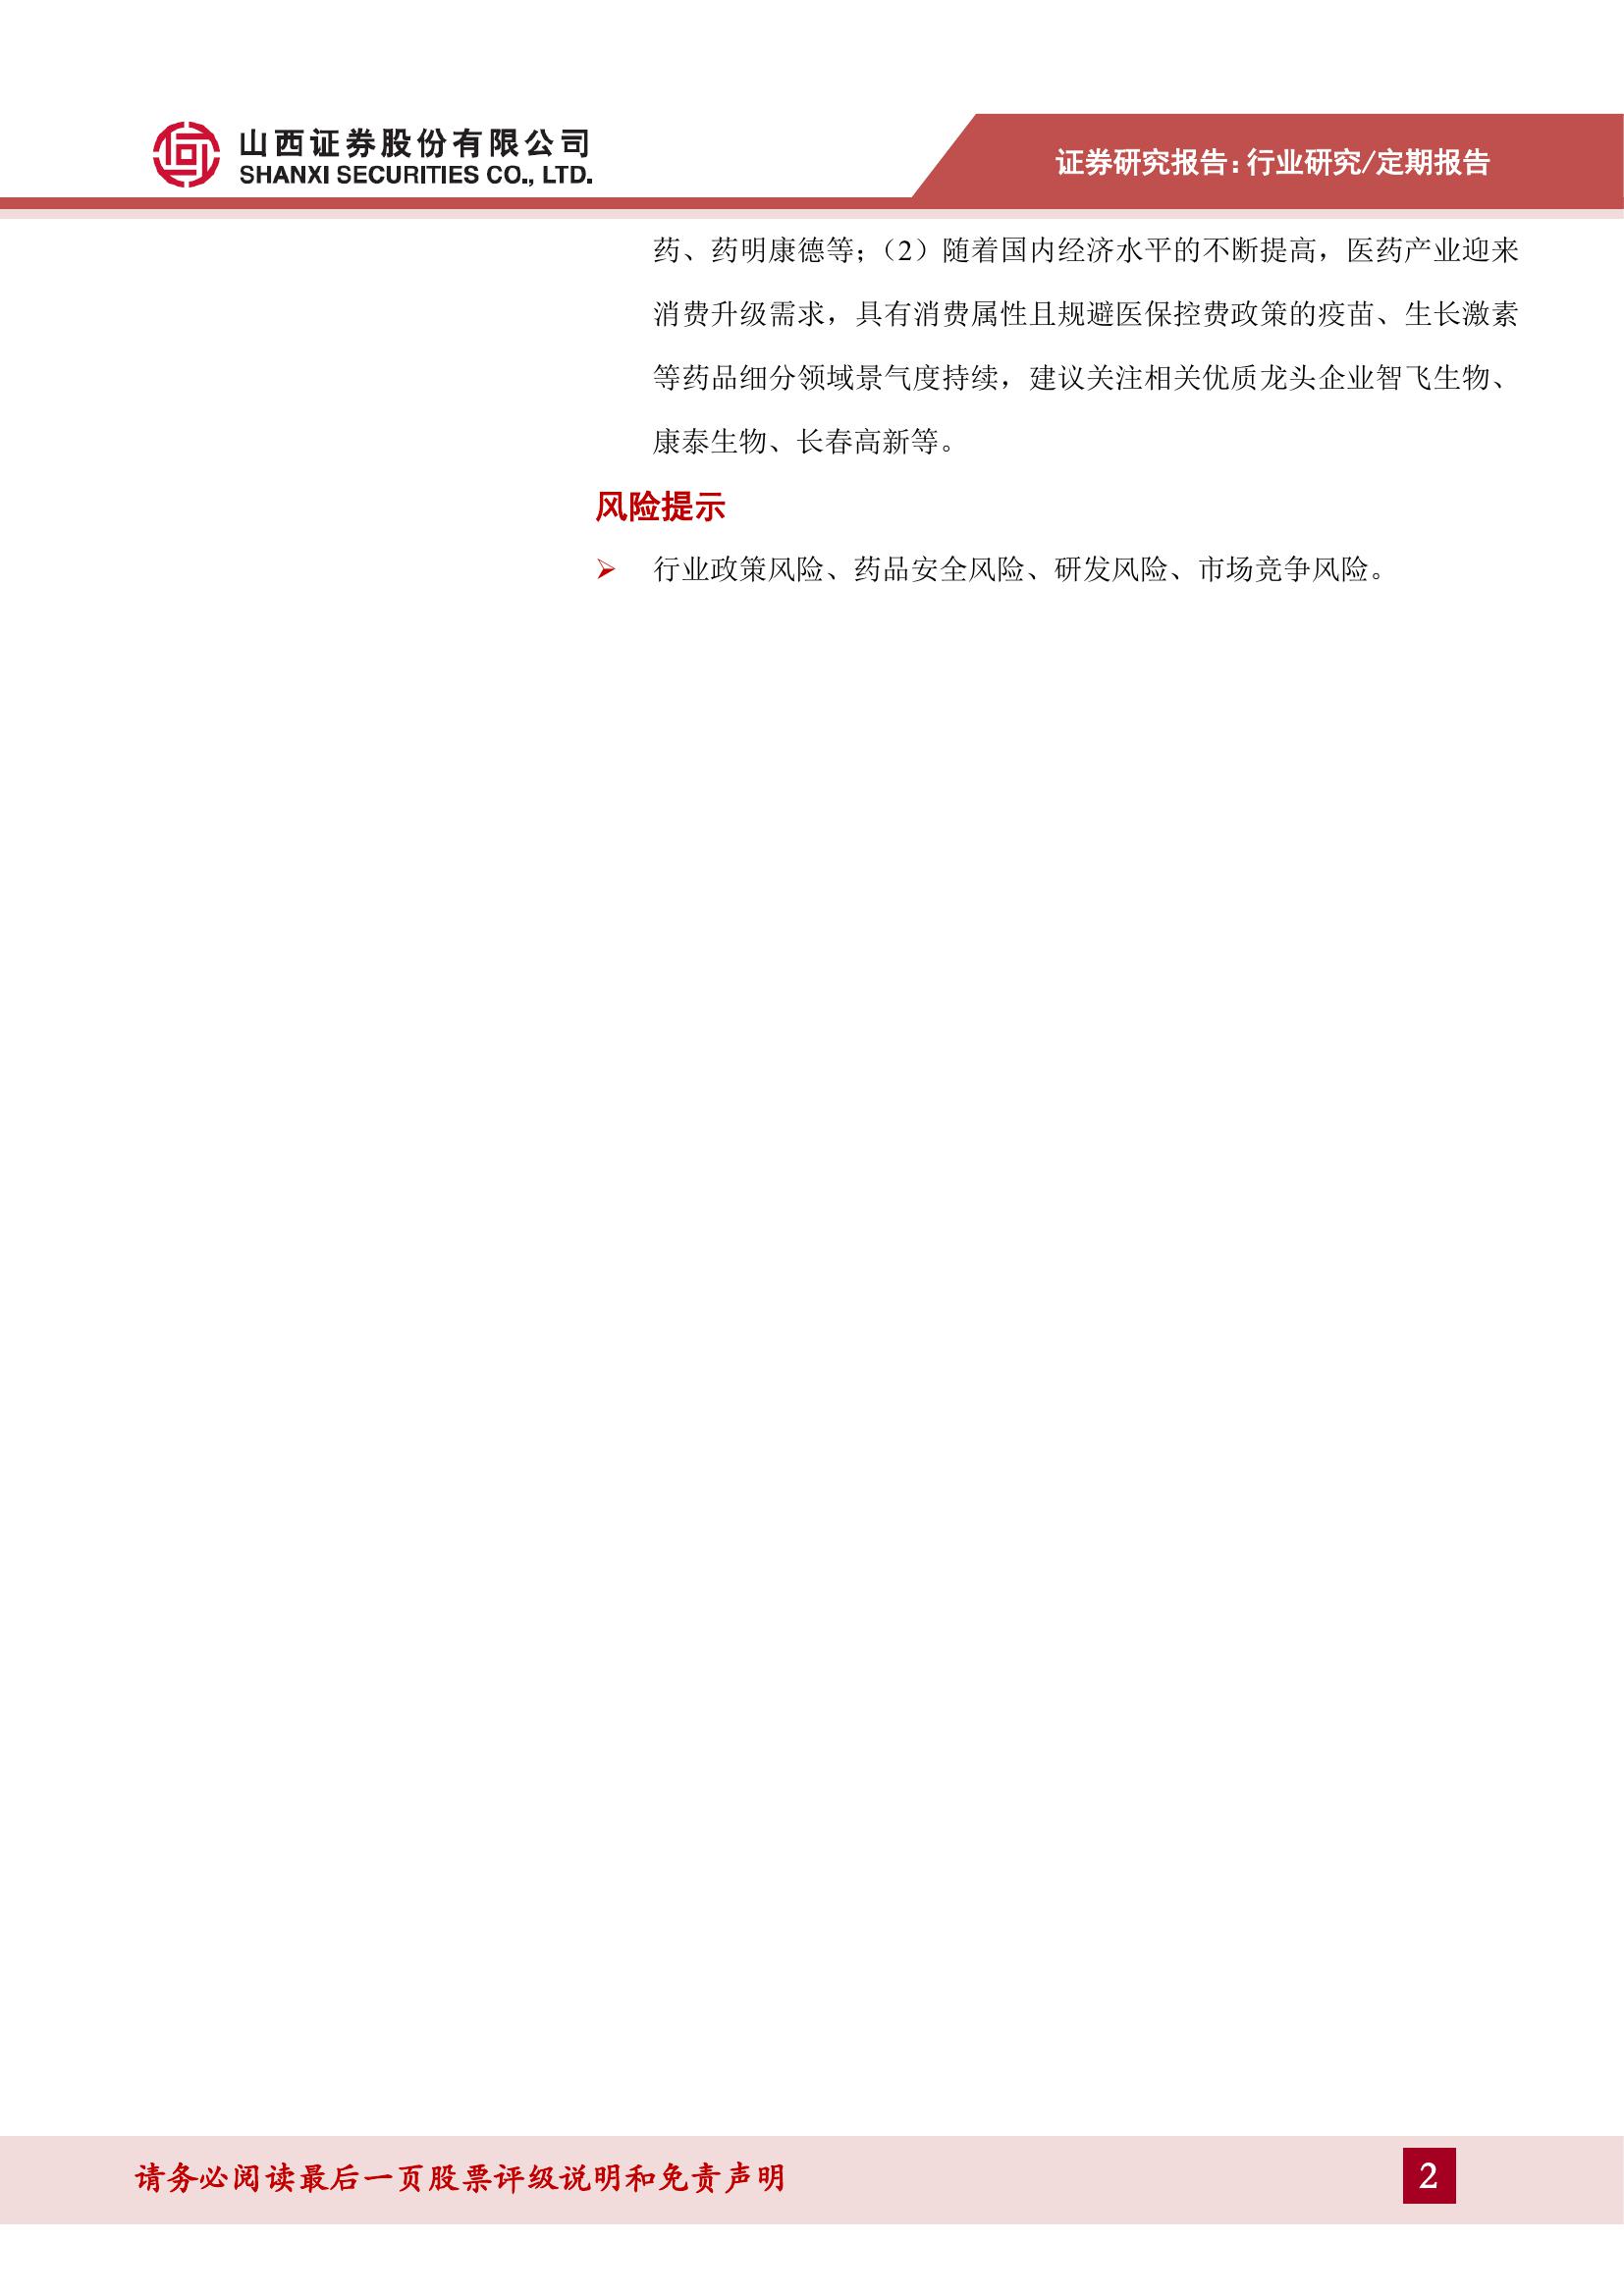 山西证券股份有限公司
SHANXI SECURITIES CO., LTD.
证券研究报告：行业研究/定期报告
药、药明康德等；（2）随着国内经济水平的不断提高，医药产业迎来
消费升级需求，具有消费属性且规避医保控费政策的疫苗、生长激素
等药品细分领域景气度持续，建议关注相关优质龙头企业智飞生物、
康泰生物、长春高新等。
风险提示
行业政策风险、药品安全风险、研发风险、市场竞争风险。
请务必阅读最后一页股票评级说明和免责声明
2